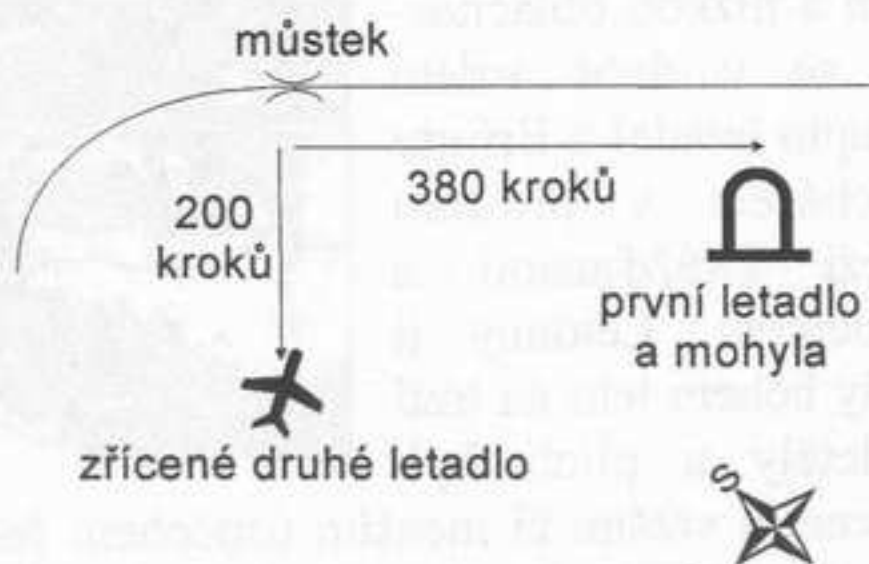 můstek
380 kroků
200
kroků
první letadlo
a mohyla
zřícené druhé letadlo
S